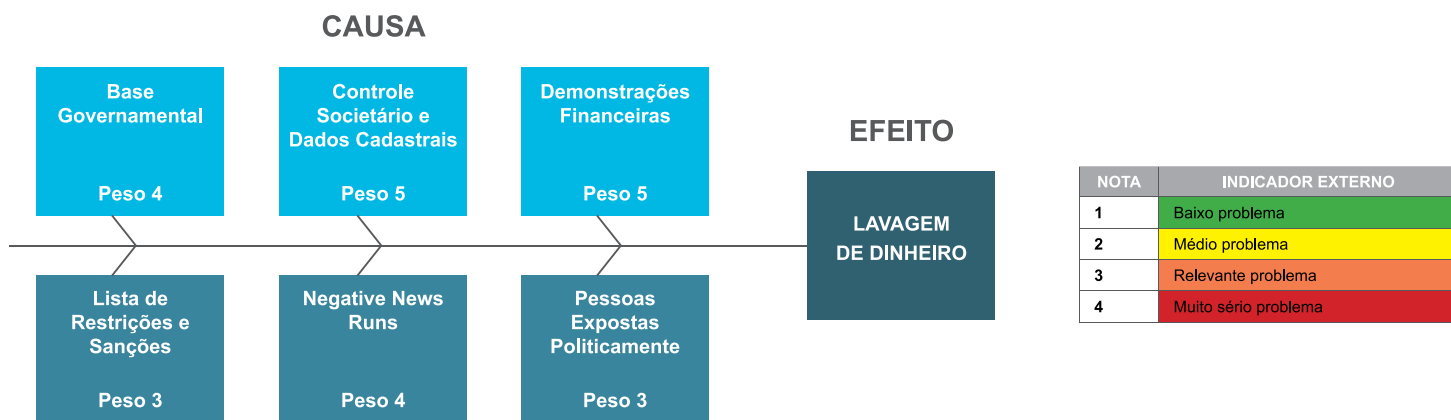 CAUSA
Base
Governamental
Peso 4
Controle
Societário e
Dados Cadastrais
Peso 5
Demonstrações
Financeiras
Peso 5
EFEITO
LAVAGEM
DE DINHEIRO
Lista de
Restrições e
Sanções
Peso 3
Negative News
Runs
Peso 4
Pessoas
Expostas
Politicamente
Peso 3
NOTA INDICADOR EXTERNO
1 Baixo problema
2 Médio problema
3 Relevante problema
4 Muito sério problema